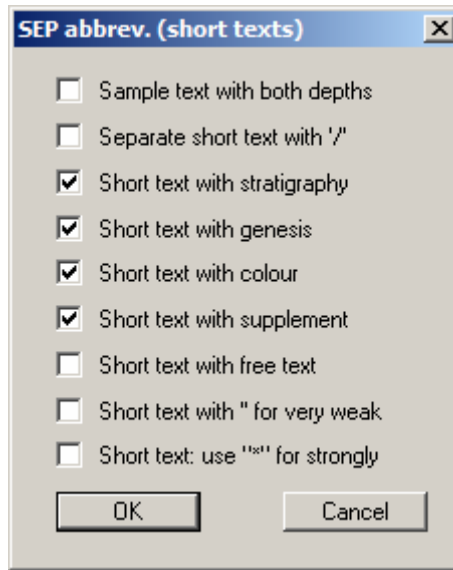 SEP abbrev. (short texts)
Sample text with both depths
Separate short text with '/'
Short text with stratigraphy
Short text with genesis
Short text with colour
Short text with supplement
Short text with free text
Short text with '' for very weak
Short text: use ''*'' for strongly
OK Cancel